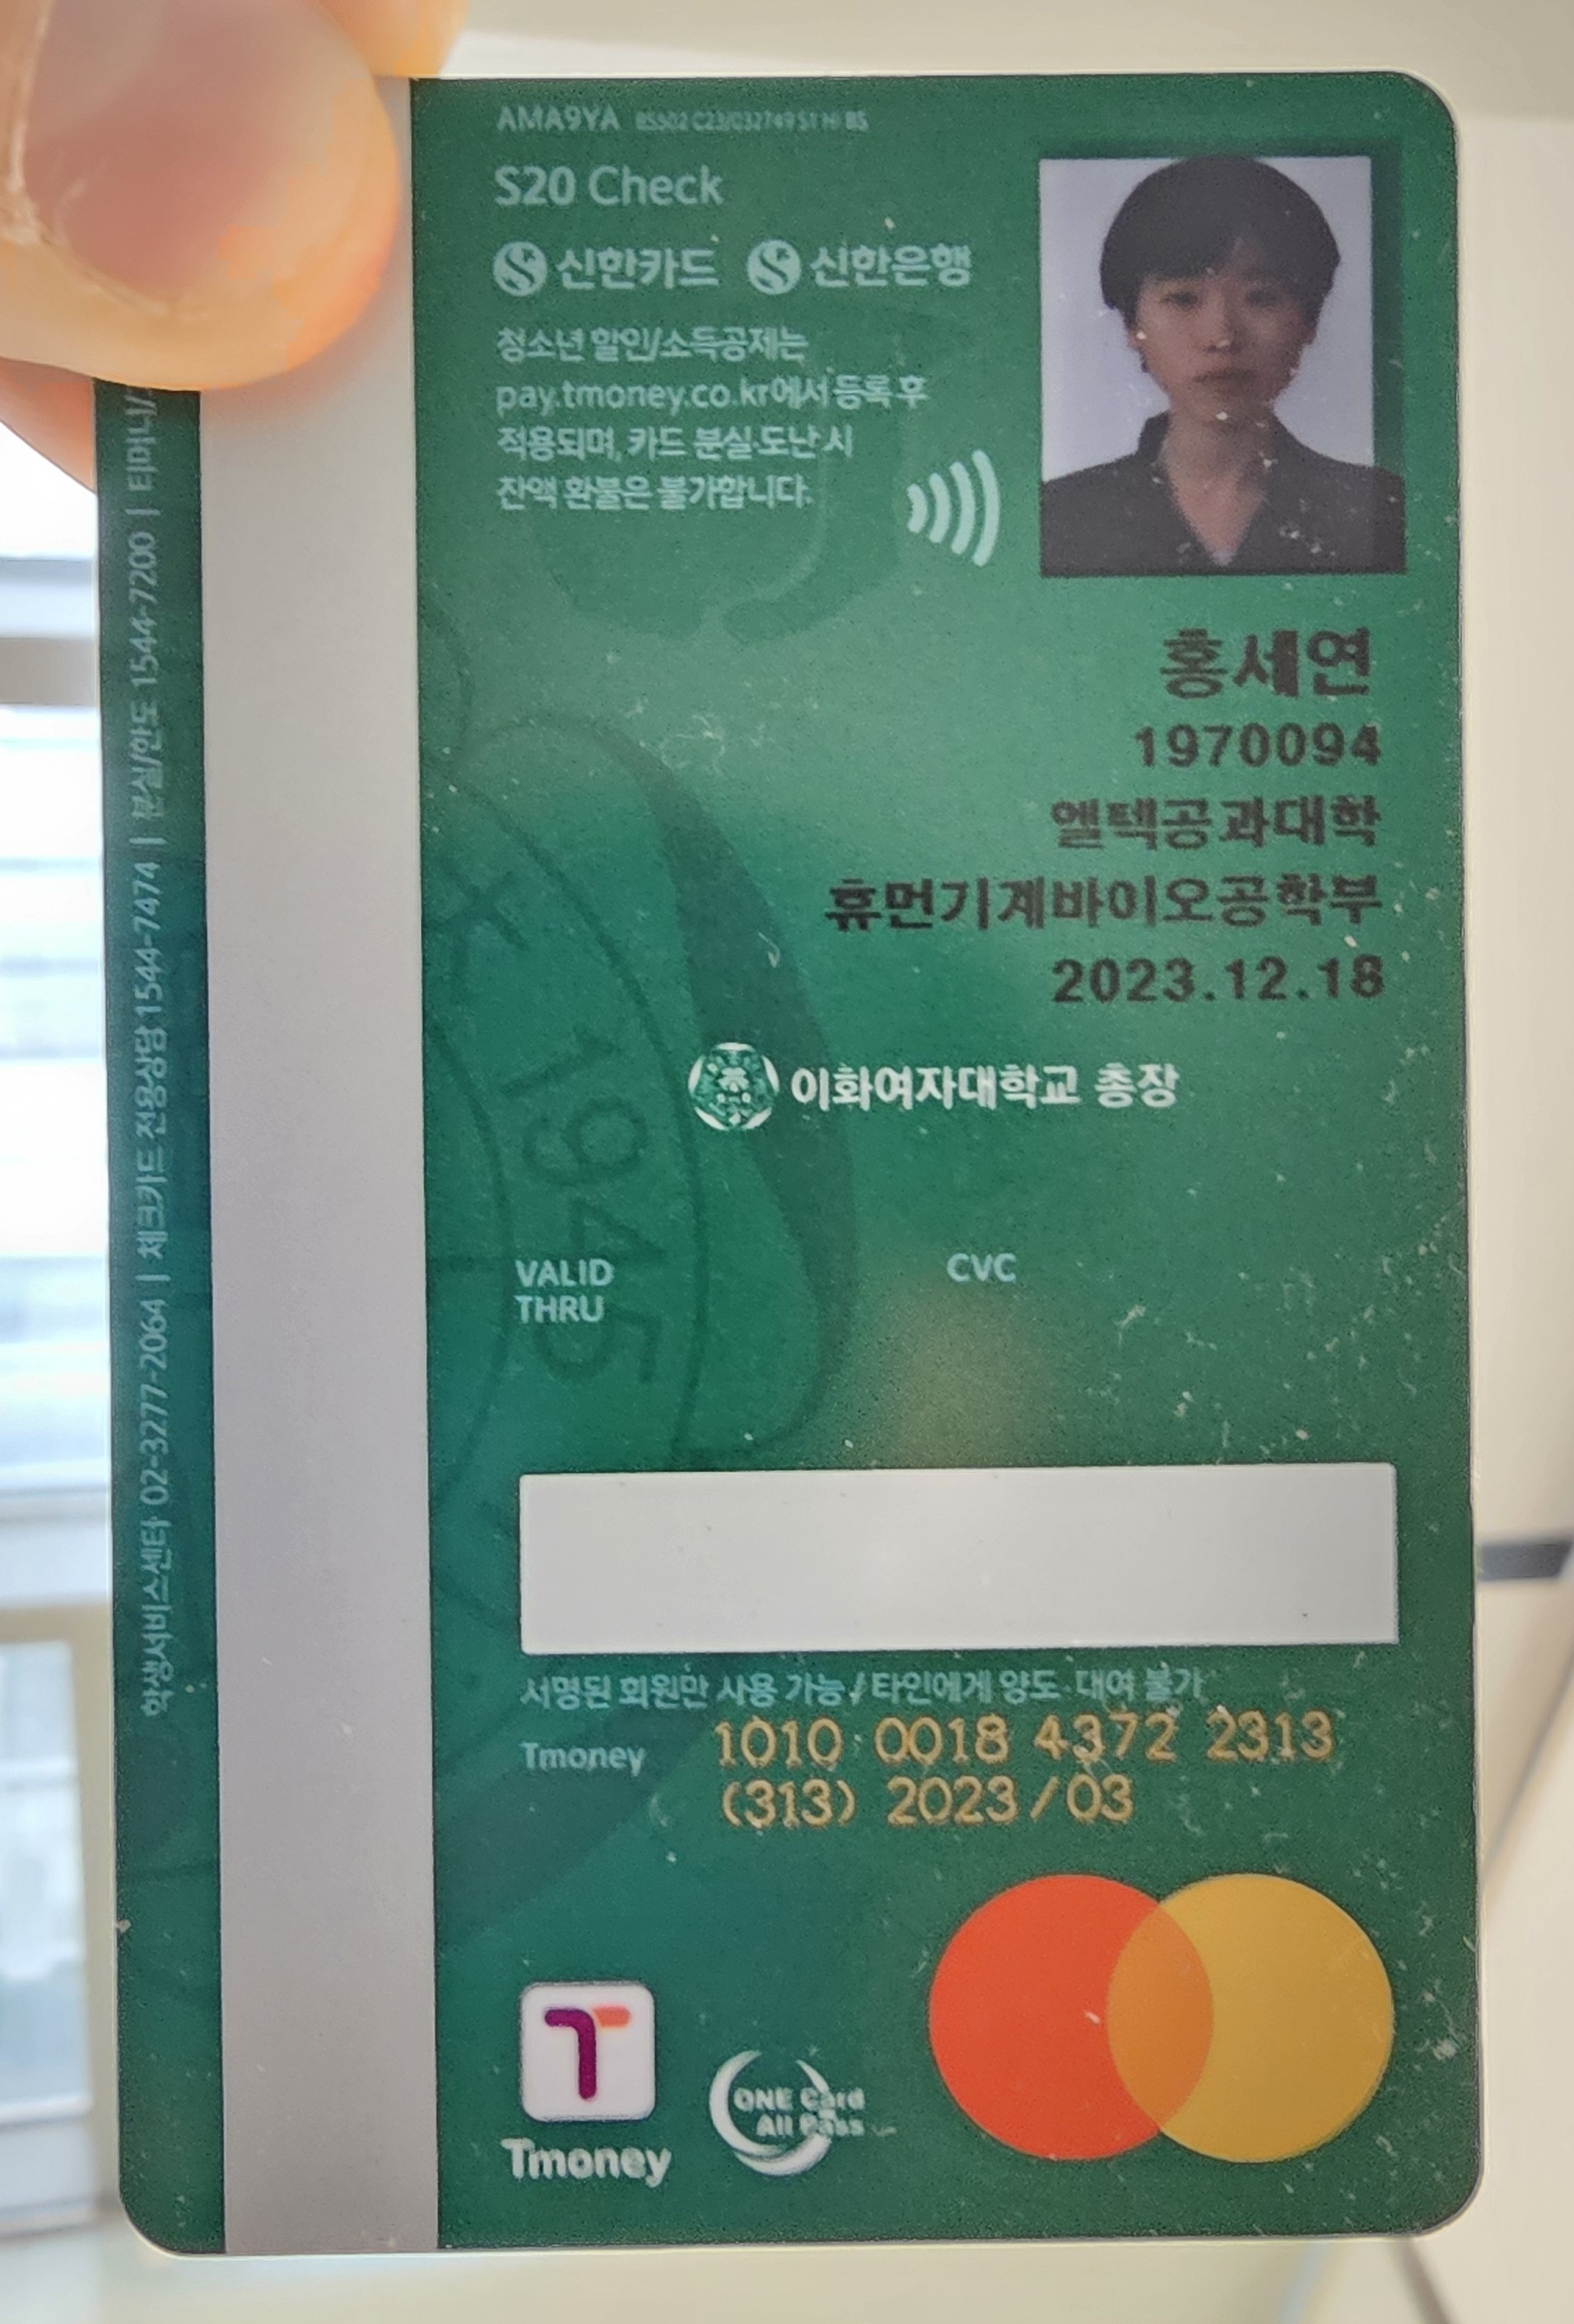 AMA9YA
S20 Check
신한카드 신한은행
청소년 할인/소득공제는
pay.tmoney.co.kr에서 등록 후
적용되며, 카드 분실·도난 시
잔액 환불은 불가합니다.
홍세연
1970094
엘텍공과대학
휴먼기계바이오공학부
2023.12.18
이화여자대학교 총장
1945
VALID
THRU
CVC
서명된 회원만 사용 가능 / 타인에게 양도·대여 불가
Tmoney 1010 0018 4372 2313
(313) 2023/03
Tmoney
ONE Card
All Pass
학생서비스센터 02-3277-2064 | 체크카드 전용상담 1544-7474 | 분실/한도 1544-7200 | 티머니/